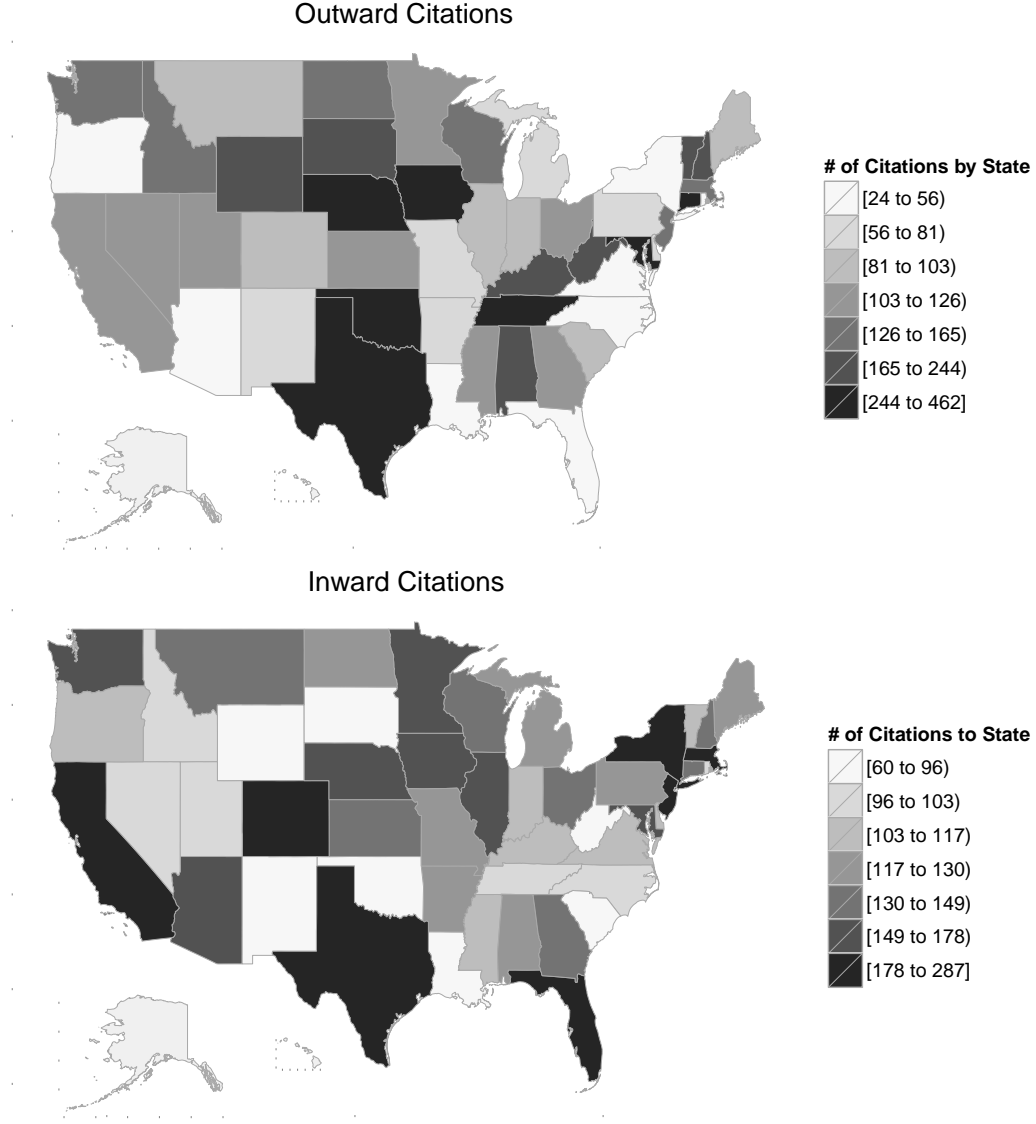 Outward Citations
# of Citations by State
[24 to 56)
[56 to 81)
[81 to 103)
[103 to 126)
[126 to 165)
[165 to 244)
[244 to 462]
Inward Citations
# of Citations to State
[60 to 96)
[96 to 103)
[103 to 117)
[117 to 130)
[130 to 149)
[149 to 178)
[178 to 287]